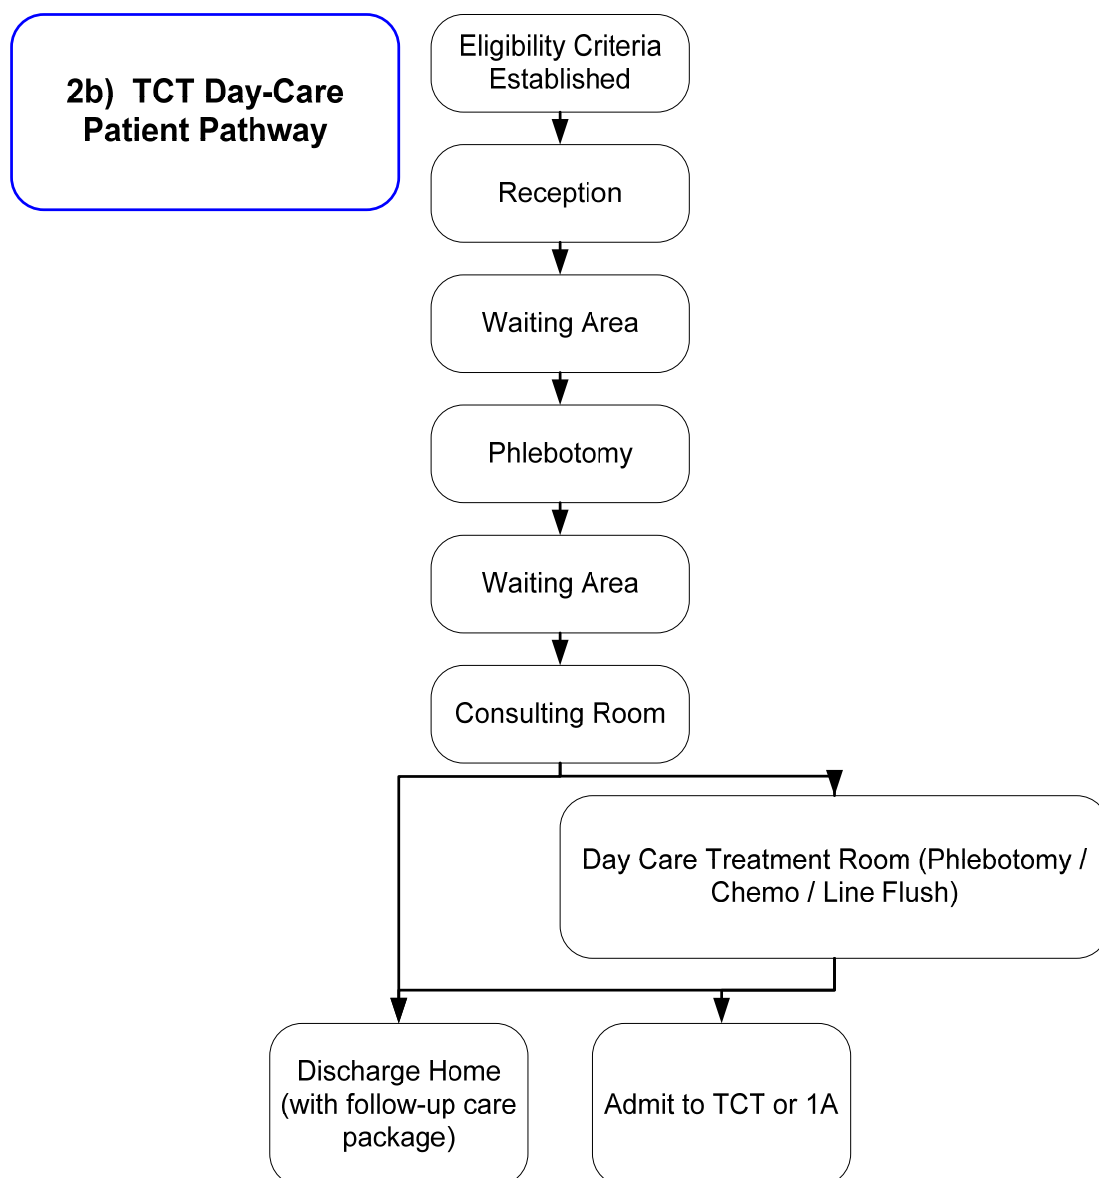 2b)  TCT Day-Care
Patient Pathway
Eligibility Criteria
Established
Reception
Waiting Area
Phlebotomy
Waiting Area
Consulting Room
Day Care Treatment Room (Phlebotomy /
Chemo / Line Flush)
Discharge Home
(with follow-up care
package)
Admit to TCT or 1A